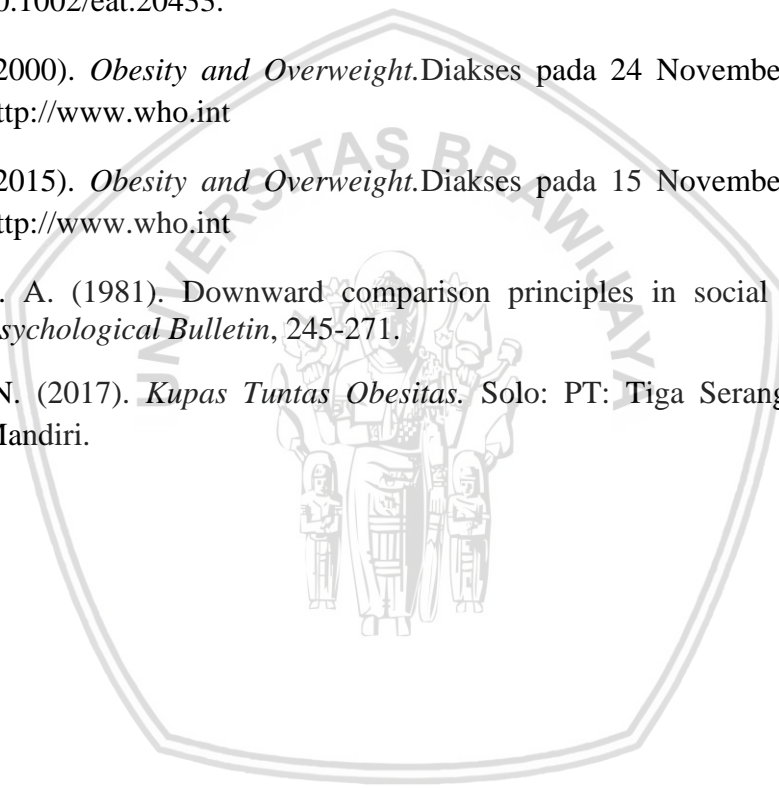 0.1002/eat.20433.
2000). Obesity and Overweight.Diakses pada 24 Novembe
ttp://www.who.int
2015). Obesity and Overweight.Diakses pada 15 Novembe
ttp://www.who.int
. A. (1981). Downward comparison principles in social
sychological Bulletin, 245-271.
N. (2017). Kupas Tuntas Obesitas. Solo: PT: Tiga Serang
Mandiri.
UNIVERSITAS BRAWIJAYA